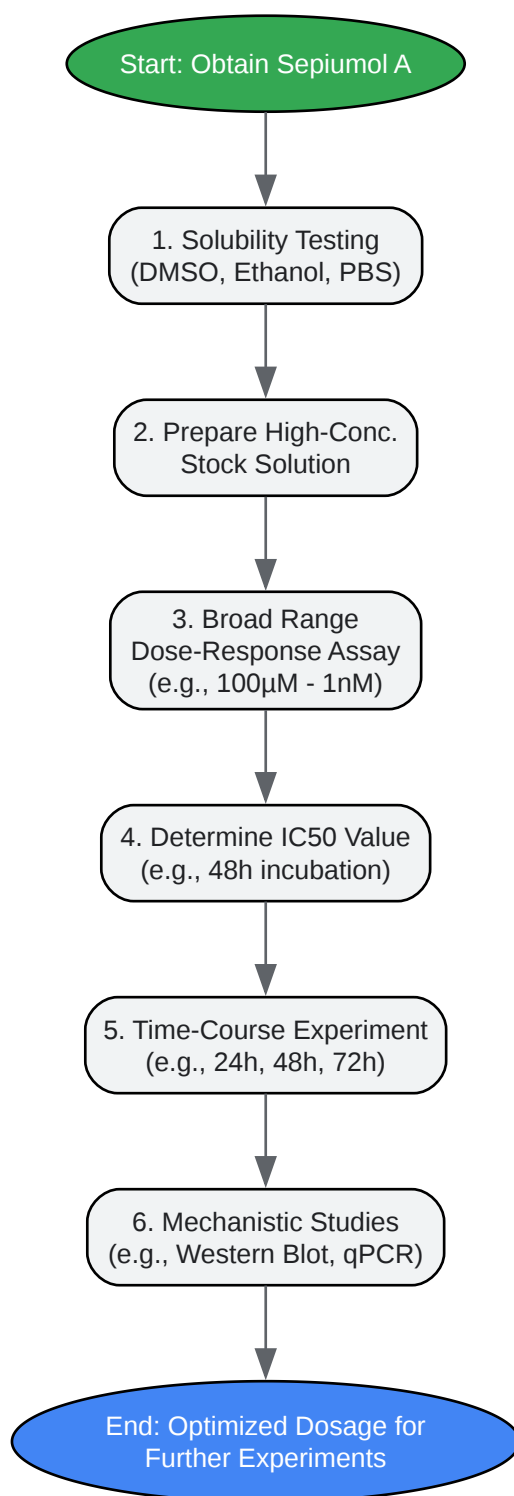 Start: Obtain Sepiumol A
1. Solubility Testing
(DMSO, Ethanol, PBS)
2. Prepare High-Conc.
Stock Solution
3. Broad Range
Dose-Response Assay
(e.g., 100µM - 1nM)
4. Determine IC50 Value
(e.g., 48h incubation)
5. Time-Course Experiment
(e.g., 24h, 48h, 72h)
6. Mechanistic Studies
(e.g., Western Blot, qPCR)
End: Optimized Dosage for
Further Experiments